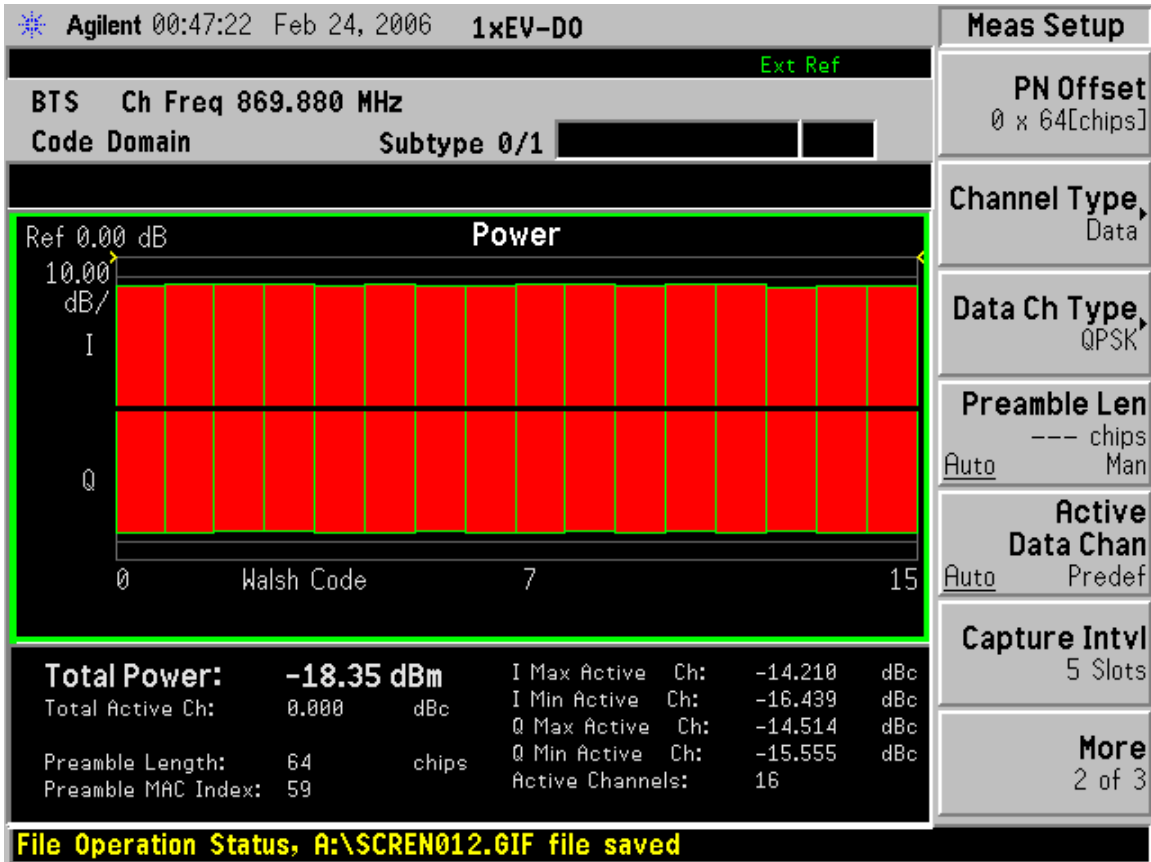 Agilent 00:47:22 Feb 24, 2006 1xEV-DO
Ext Ref
BTS Ch Freq 869.880 MHz
Code Domain Subtype 0/1
Ref 0.00 dB Power
10.00
dB/
I
Q
0 Walsh Code 7 15
Total Power: -18.35 dBm
Total Active Ch: 0.000 dBc
Preamble Length: 64 chips
Preamble MAC Index: 59
I Max Active Ch: -14.210 dBc
I Min Active Ch: -16.439 dBc
Q Max Active Ch: -14.514 dBc
Q Min Active Ch: -15.555 dBc
Active Channels: 16
File Operation Status, A:\SCREN012.GIF file saved
Meas Setup
PN Offset
0 x 64[chips]
Channel Type
Data
Data Ch Type
QPSK
Preamble Len
--- chips
Auto Man
Active
Data Chan
Auto Predef
Capture Intvl
5 Slots
More
2 of 3